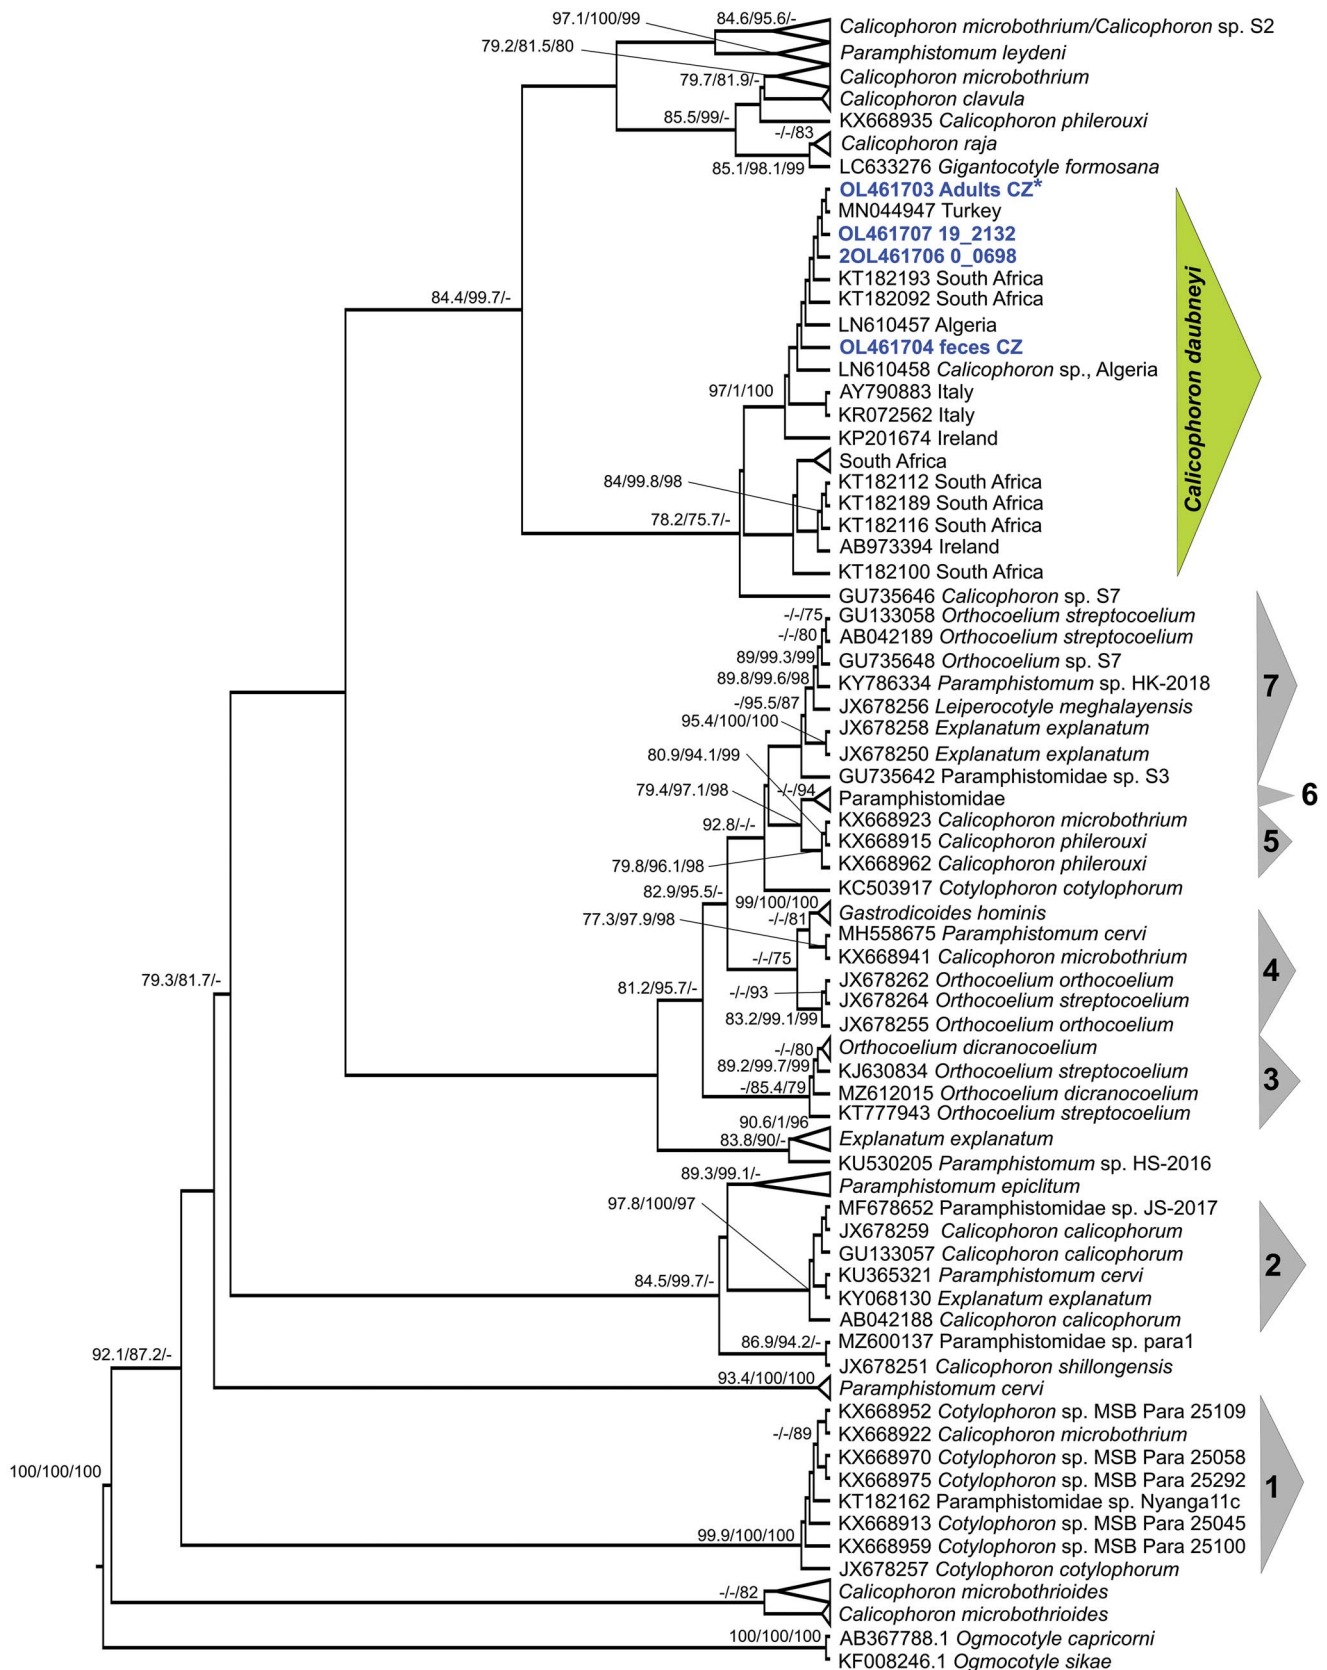 97.1/100/99
84.6/95.6/-
Calicophoron microbothrium/Calicophoron sp. S2
79.2/81.5/80
Paramphistomum leydeni
79.7/81.9/-
Calicophoron microbothrium
Calicophoron clavula
85.5/99/-
KX668935 Calicophoron philerouxi
-/-/83
Calicophoron raja
85.1/98.1/99
LC633276 Gigantocotyle formosana
OL461703 Adults CZ*
MN044947 Turkey
OL461707 19_2132
2OL461706 0_0698
KT182193 South Africa
84.4/99.7/-
KT182092 South Africa
LN610457 Algeria
OL461704 feces CZ
LN610458 Calicophoron sp., Algeria
97/1/100
AY790883 Italy
KR072562 Italy
KP201674 Ireland
South Africa
84/99.8/98
KT182112 South Africa
KT182189 South Africa
78.2/75.7/-
KT182116 South Africa
AB973394 Ireland
KT182100 South Africa
Calicophoron daubneyi
GU735646 Calicophoron sp. S7
-/-/75
GU133058 Orthocoelium streptocoelium
-/-/80
AB042189 Orthocoelium streptocoelium
89/99.3/99
GU735648 Orthocoelium sp. S7
89.8/99.6/98
KY786334 Paramphistomum sp. HK-2018
7
-/95.5/87
JX678256 Leiperocotyle meghalayensis
95.4/100/100
JX678258 Explanatum explanatum
80.9/94.1/99
JX678250 Explanatum explanatum
GU735642 Paramphistomidae sp. S3
79.4/97.1/98
-/-/94
Paramphistomidae
6
92.8/-/-
KX668923 Calicophoron microbothrium
KX668915 Calicophoron philerouxi
5
79.8/96.1/98
KX668962 Calicophoron philerouxi
82.9/95.5/-
KC503917 Cotylophoron cotylophorum
99/100/100
77.3/97.9/98
-/-/81
Gastrodicoides hominis
MH558675 Paramphistomum cervi
-/-/75
KX668941 Calicophoron microbothrium
4
79.3/81.7/-
81.2/95.7/-
-/-/93
JX678262 Orthocoelium orthocoelium
JX678264 Orthocoelium streptocoelium
83.2/99.1/99
JX678255 Orthocoelium orthocoelium
-/-/80
Orthocoelium dicranocoelium
89.2/99.7/99
KJ630834 Orthocoelium streptocoelium
3
-/85.4/79
MZ612015 Orthocoelium dicranocoelium
KT777943 Orthocoelium streptocoelium
90.6/1/96
83.8/90/-
Explanatum explanatum
KU530205 Paramphistomum sp. HS-2016
89.3/99.1/-
Paramphistomum epiclitum
97.8/100/97
MF678652 Paramphistomidae sp. JS-2017
JX678259 Calicophoron calicophorum
GU133057 Calicophoron calicophorum
2
84.5/99.7/-
KU365321 Paramphistomum cervi
KY068130 Explanatum explanatum
AB042188 Calicophoron calicophorum
86.9/94.2/-
MZ600137 Paramphistomidae sp. para1
92.1/87.2/-
JX678251 Calicophoron shillongensis
93.4/100/100
Paramphistomum cervi
KX668952 Cotylophoron sp. MSB Para 25109
-/-/89
KX668922 Calicophoron microbothrium
KX668970 Cotylophoron sp. MSB Para 25058
100/100/100
KX668975 Cotylophoron sp. MSB Para 25292
1
KT182162 Paramphistomidae sp. Nyanga11c
KX668913 Cotylophoron sp. MSB Para 25045
99.9/100/100
KX668959 Cotylophoron sp. MSB Para 25100
JX678257 Cotylophoron cotylophorum
-/-/82
Calicophoron microbothrioides
Calicophoron microbothrioides
100/100/100
AB367788.1 Ogmocotyle capricorni
KF008246.1 Ogmocotyle sikae